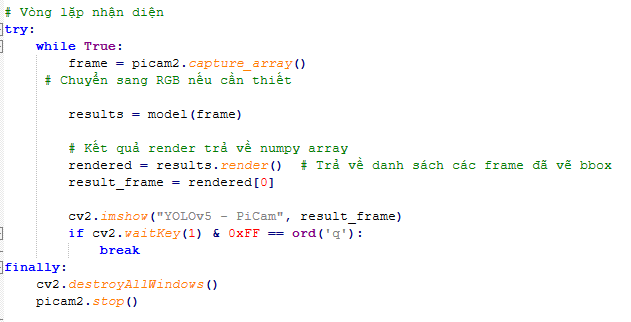 # Vòng lặp nhận diện
try:
    while True:
        frame = picam2.capture_array()
     # Chuyển sang RGB nếu cần thiết
        results = model(frame)
        # Kết quả render trả về numpy array
        rendered = results.render()  # Trả về danh sách các frame đã vẽ bbox
        result_frame = rendered[0]
        cv2.imshow("YOLOv5 - PiCam", result_frame)
        if cv2.waitKey(1) & 0xFF == ord('q'):
            break
finally:
    cv2.destroyAllWindows()
    picam2.stop()